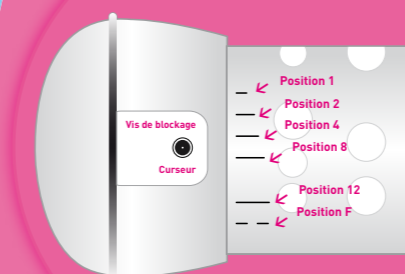 Position 1
Position 2
Vis de blockage
Position 4
Position 8
Curseur
Position 12
Position F